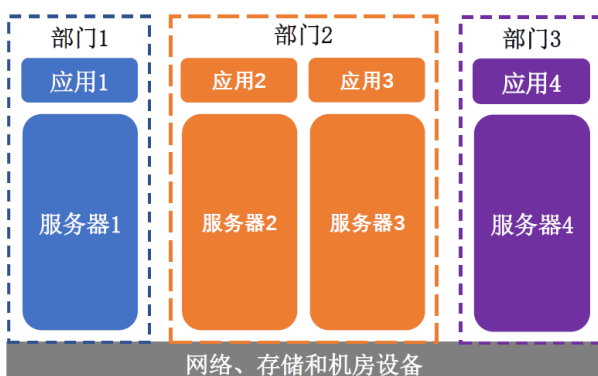 部门1
部门2
部门3
应用1
应用2
应用3
应用4
服务器1
服务器2
服务器3
服务器4
网络、存储和机房设备